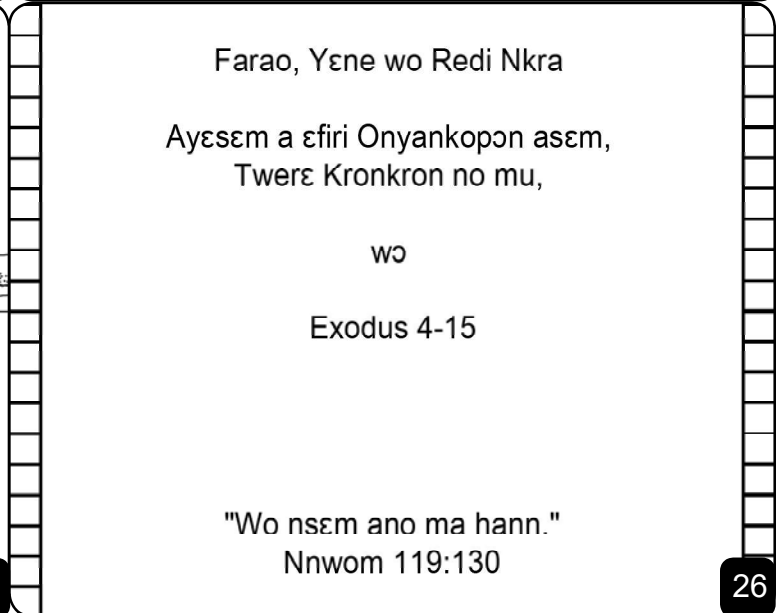 Farao, Yɛne wo Redi Nkra
Ayɛsɛm a ɛfiri Onyankopɔn asɛm,
Twerɛ Kronkron no mu,
wɔ
Exodus 4-15
"Wo nsɛm ano ma hann."
Nnwom 119:130
26